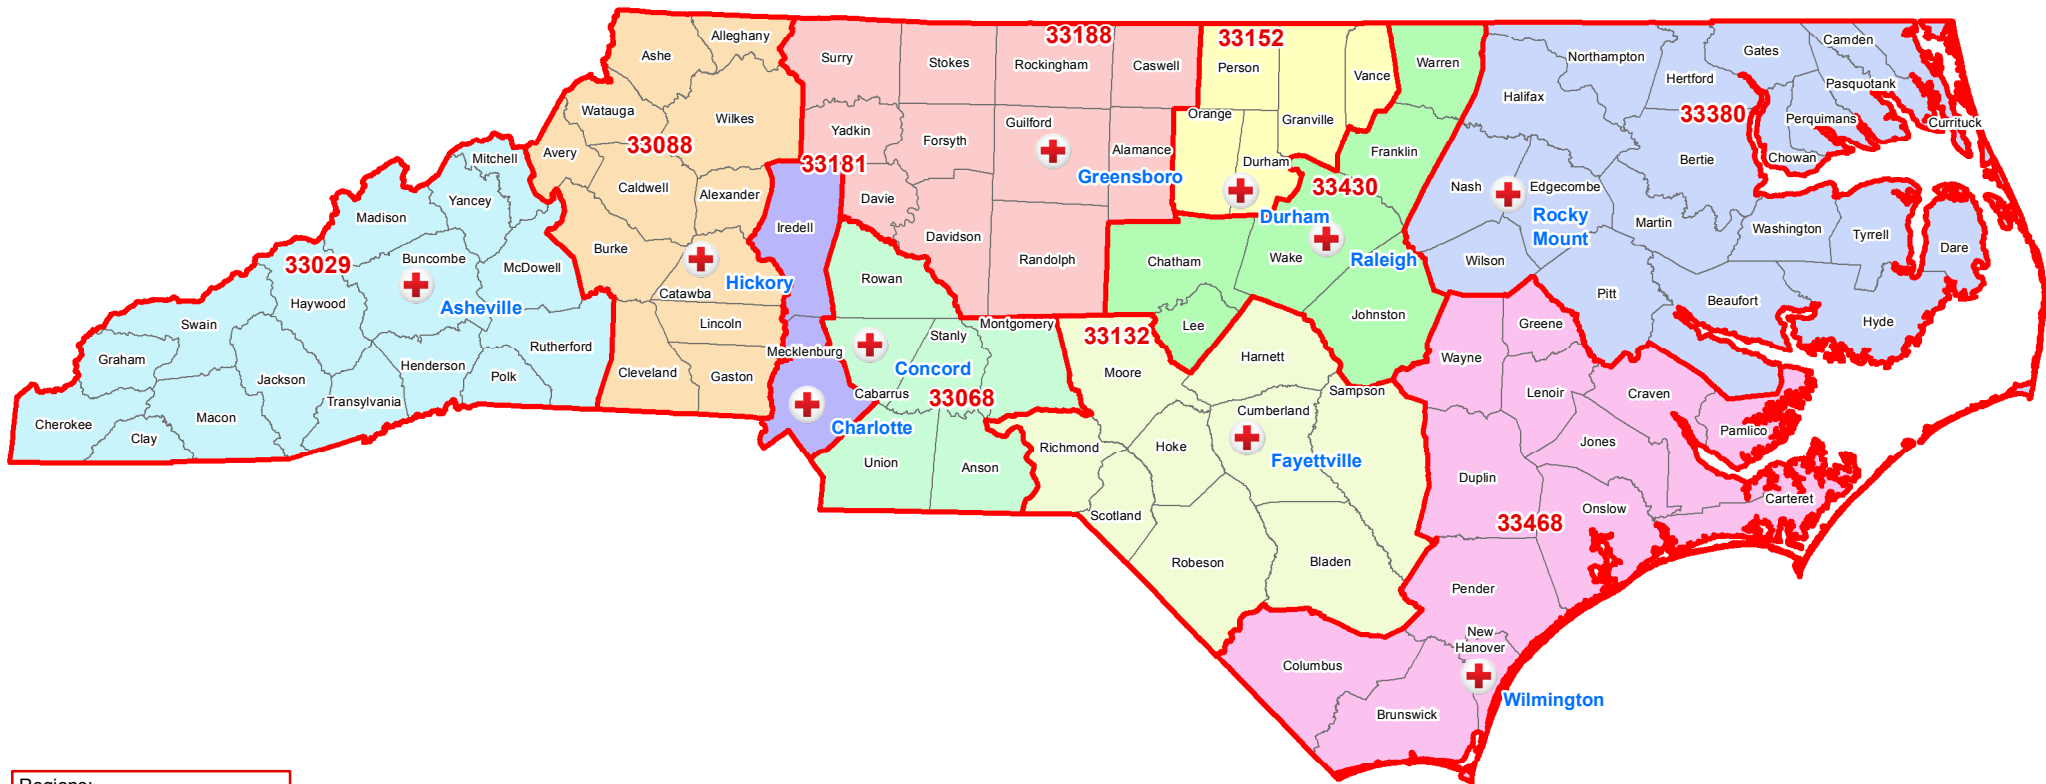 Alleghany
Ashe
Surry
Stokes
33188
Rockingham
Caswell
33152
Person
Vance
Warren
Northampton
Gates
Camden
Hertford
Pasquotank
Watauga
Wilkes
Halifax
33380
Perquimans
Currituck
Yadkin
Forsyth
Guilford
Orange
Granville
33088
Avery
Mitchell
Alamance
Durham
Franklin
Bertie
Chowan
33181
Greensboro
Caldwell
Alexander
Davie
33430
Nash
Edgecombe
Yancey
Madison
Iredell
Durham
Rocky
Mount
Martin
Washington
Tyrrell
Dare
Burke
Davidson
Randolph
Chatham
Wake
Raleigh
Wilson
33029
Buncombe
McDowell
Hickory
Catawba
Rowan
Haywood
Asheville
Pitt
Beaufort
Hyde
Swain
Lincoln
Montgomery
Stanly
33132
Lee
Johnston
Greene
Graham
Rutherford
Mecklenburg
Concord
Moore
Harnett
Wayne
Jackson
Henderson
Polk
Cleveland
Gaston
Cabarrus
33068
Sampson
Lenoir
Craven
Cherokee
Clay
Macon
Transylvania
Charlotte
Cumberland
Pamlico
Union
Anson
Richmond
Hoke
Fayettville
Jones
Duplin
Carteret
Scotland
33468
Onslow
Robeson
Bladen
Pender
New
Hanover
Columbus
Wilmington
Brunswick
Regions: